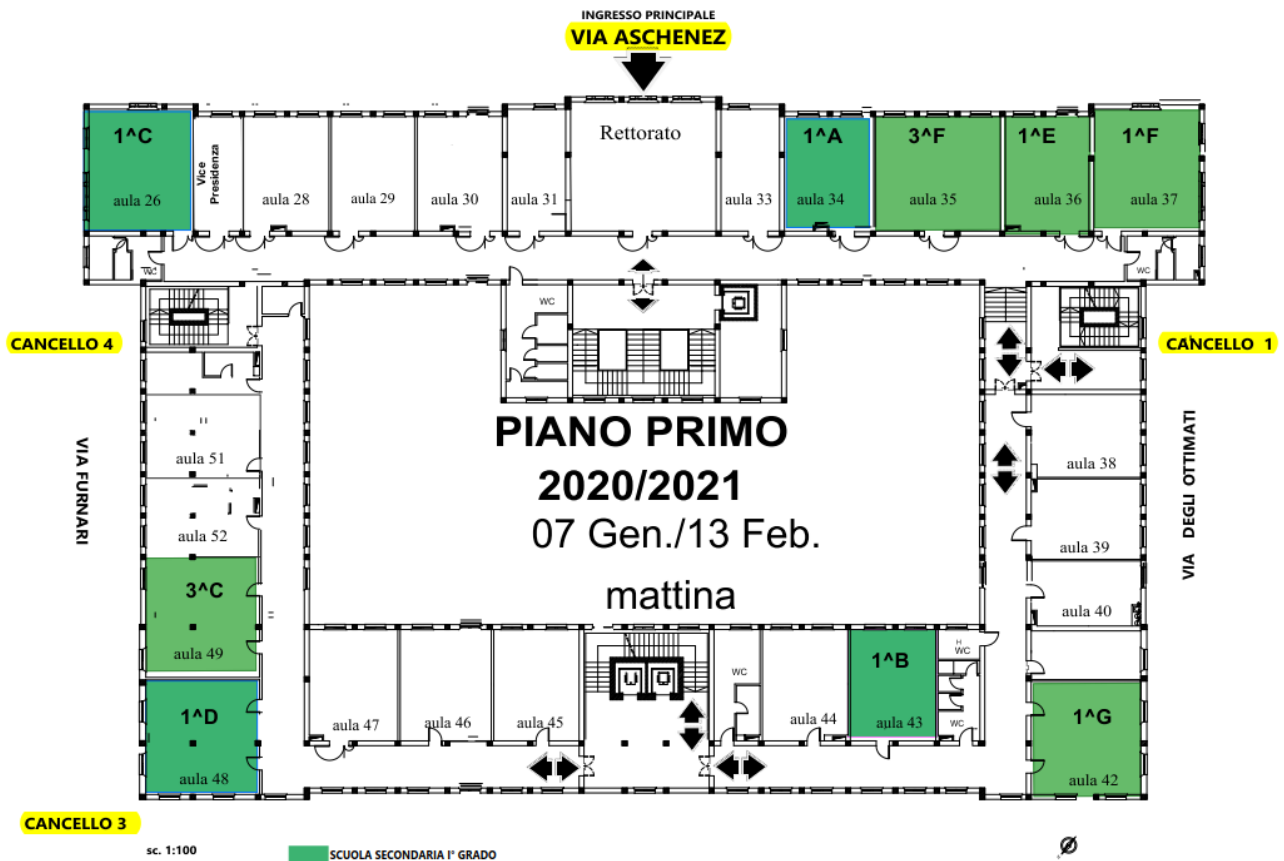 INGRESSO PRINCIPALE
VIA ASCHENEZ
1^C
aula 26
Vice
Presidenza
aula 28
aula 29
aula 30
aula 31
Rettorato
aula 33
1^A
aula 34
3^F
aula 35
1^E
aula 36
1^F
aula 37
WC
WC
WC
CANCELLO 4
CANCELLO 1
VIA FURNARI
VIA DEGLI OTTIMATI
PIANO PRIMO
2020/2021
07 Gen./13 Feb.
mattina
aula 51
aula 52
3^C
aula 49
1^D
aula 48
aula 38
aula 39
aula 40
1^G
aula 42
aula 47
aula 46
aula 45
WC
aula 44
1^B
aula 43
H
WC
WC
CANCELLO 3
sc. 1:100
SCUOLA SECONDARIA I° GRADO